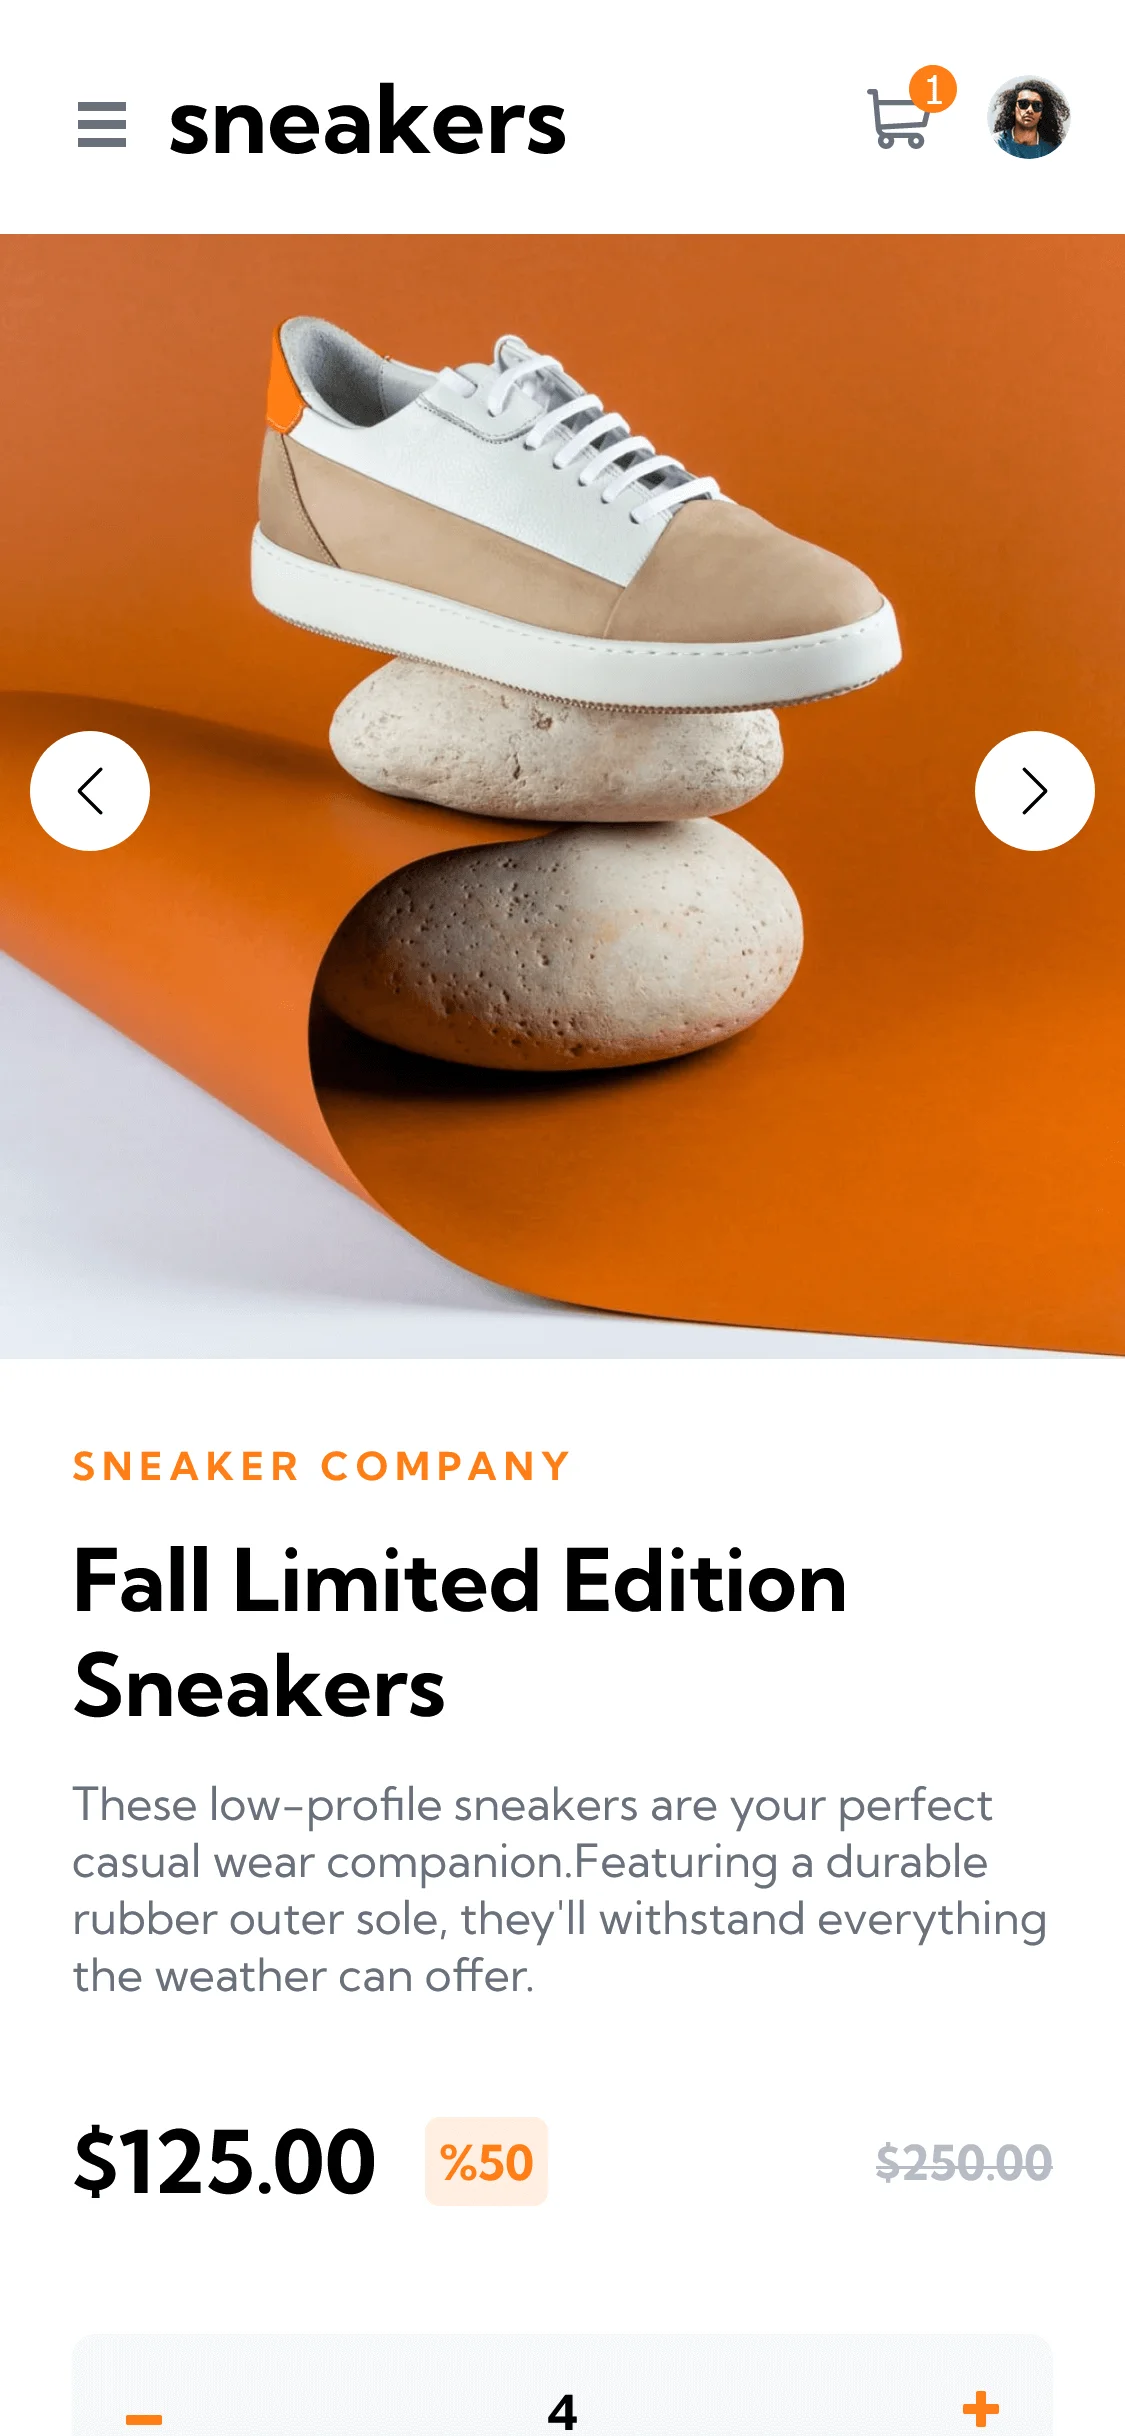 sneakers
1
SNEAKER COMPANY
Fall Limited Edition
Sneakers
These low-profile sneakers are your perfect
casual wear companion.Featuring a durable
rubber outer sole, they'll withstand everything
the weather can offer.
$125.00 %50 $250.00
4